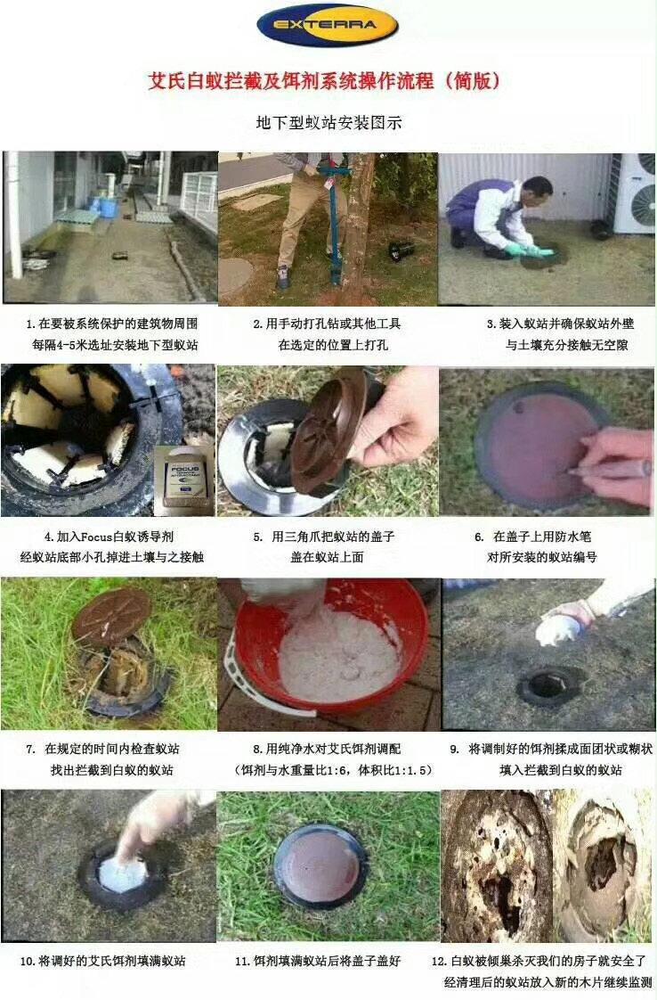 EXTERRA
艾氏白蚁拦截及饵剂系统操作流程（简版）
地下型蚁站安装图示
1.在要被系统保护的建筑物周围
每隔4-5米选址安装地下型蚁站
2.用手动打孔钻或其他工具
在选定的位置上打孔
3.装入蚁站并确保蚁站外壁
与土壤充分接触无空隙
FOCUS
TERMITE
ATTRACTANT
4.加入Focus白蚁诱导剂
经蚁站底部小孔掉进土壤与之接触
5. 用三角爪把蚁站的盖子
盖在蚁站上面
6. 在盖子上用防水笔
对所安装的蚁站编号
7. 在规定的时间内检查蚁站
找出拦截到白蚁的蚁站
8.用纯净水对艾氏饵剂调配
（饵剂与水重量比1:6，体积比1:1.5）
9. 将调制好的饵剂揉成面团状或糊状
填入拦截到白蚁的蚁站
10.将调好的艾氏饵剂填满蚁站
11.饵剂填满蚁站后将盖子盖好
12.白蚁被倾巢杀灭我们的房子就安全了
经清理后的蚁站放入新的木片继续监测